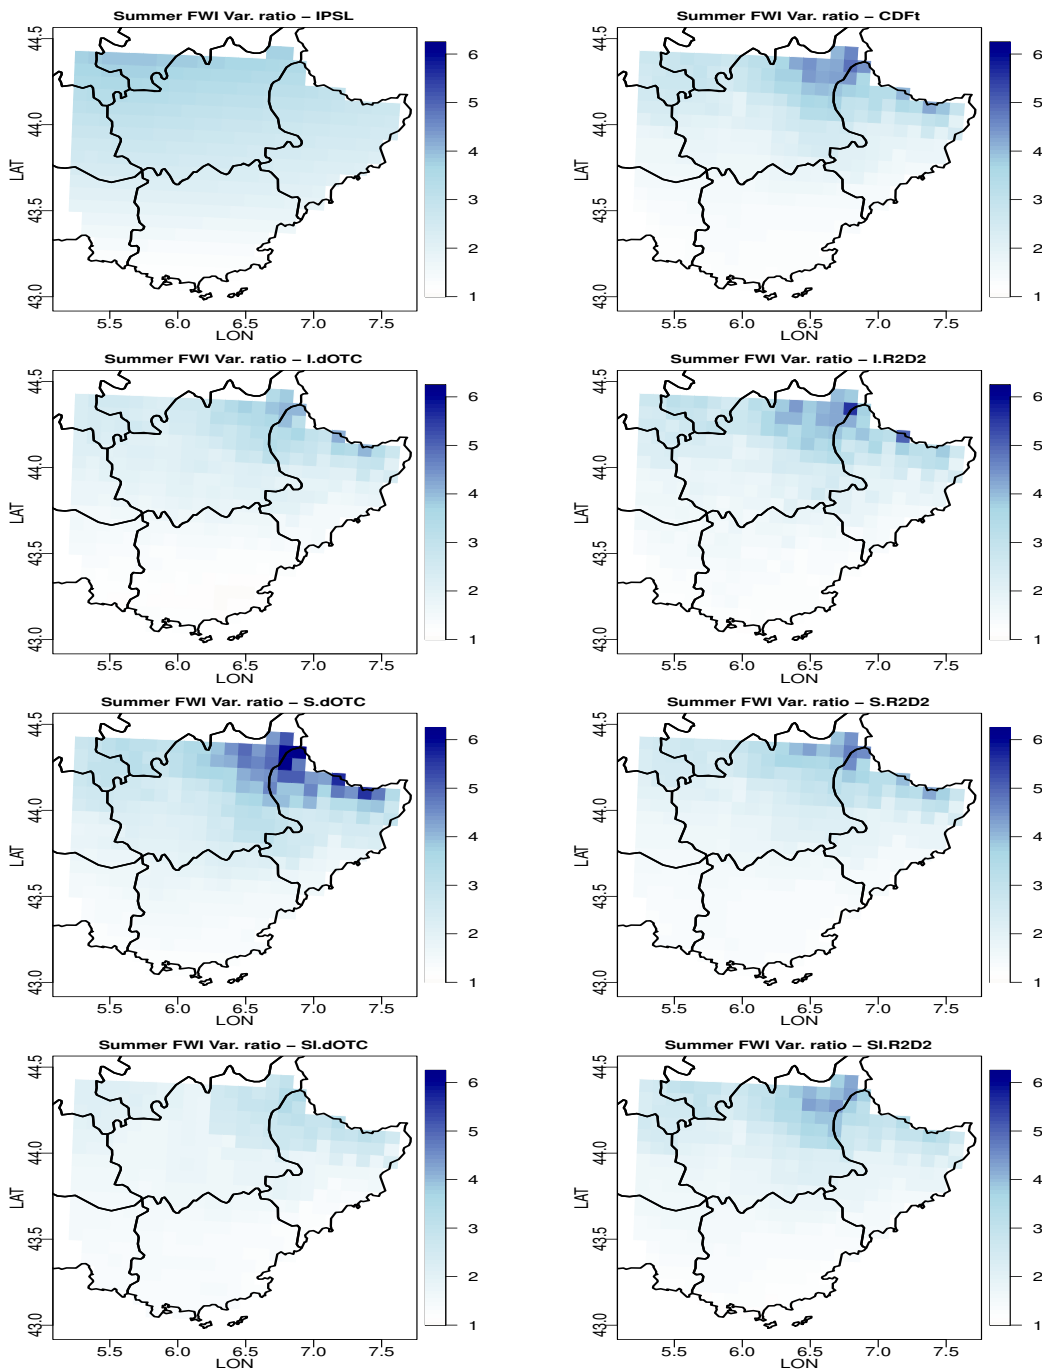 Summer FWI Var. ratio – IPSL
LAT
44.5
44.0
43.5
43.0
5.5 6.0 6.5 7.0 7.5
LON
6
5
4
3
2
1
Summer FWI Var. ratio – CDFt
LAT
44.5
44.0
43.5
43.0
5.5 6.0 6.5 7.0 7.5
LON
6
5
4
3
2
1
Summer FWI Var. ratio – I.dOTC
LAT
44.5
44.0
43.5
43.0
5.5 6.0 6.5 7.0 7.5
LON
6
5
4
3
2
1
Summer FWI Var. ratio – I.R2D2
LAT
44.5
44.0
43.5
43.0
5.5 6.0 6.5 7.0 7.5
LON
6
5
4
3
2
1
Summer FWI Var. ratio – S.dOTC
LAT
44.5
44.0
43.5
43.0
5.5 6.0 6.5 7.0 7.5
LON
6
5
4
3
2
1
Summer FWI Var. ratio – S.R2D2
LAT
44.5
44.0
43.5
43.0
5.5 6.0 6.5 7.0 7.5
LON
6
5
4
3
2
1
Summer FWI Var. ratio – SI.dOTC
LAT
44.5
44.0
43.5
43.0
5.5 6.0 6.5 7.0 7.5
LON
6
5
4
3
2
1
Summer FWI Var. ratio – SI.R2D2
LAT
44.5
44.0
43.5
43.0
5.5 6.0 6.5 7.0 7.5
LON
6
5
4
3
2
1